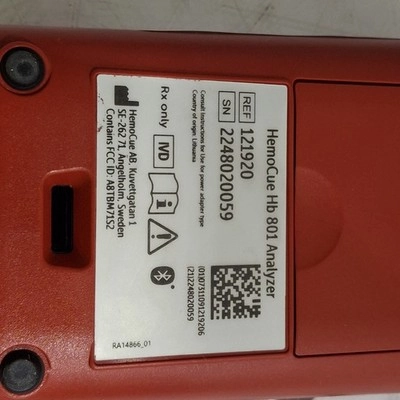 HemoCue Hb 801 Analyzer
REF 121920
SN 2248020059
Consult Instructions for Use for power adapter type
Country of origin: Lithuania
Rx only
IVD
(01)07311091219206
(21)2248020059
HemoCue AB, Kuvettgatan 1
SE-262 71, Ängelholm, Sweden
Contains FCC ID: A8TBM71S2
RA14866_01